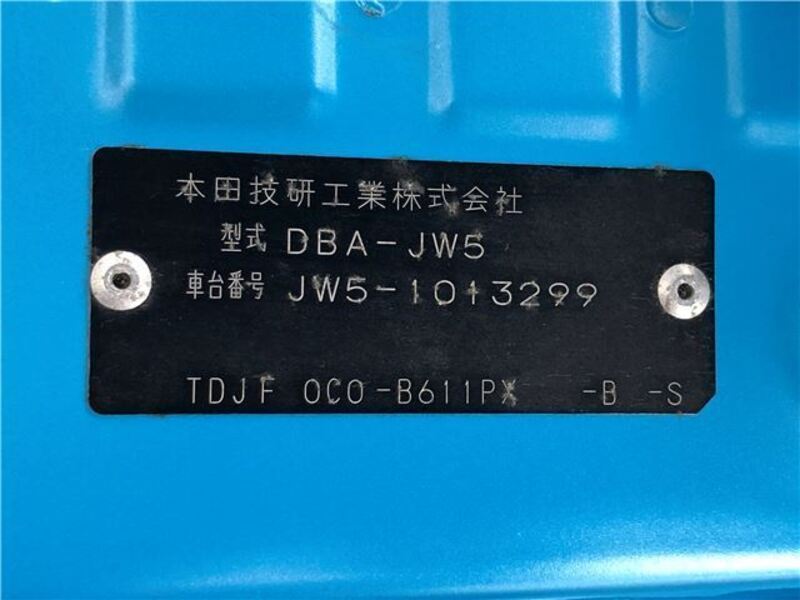 本田技研工業株式会社
型式 DBA-JW5
車台番号 JW5-1013299
TDJF 0C0-B611PX -B -S